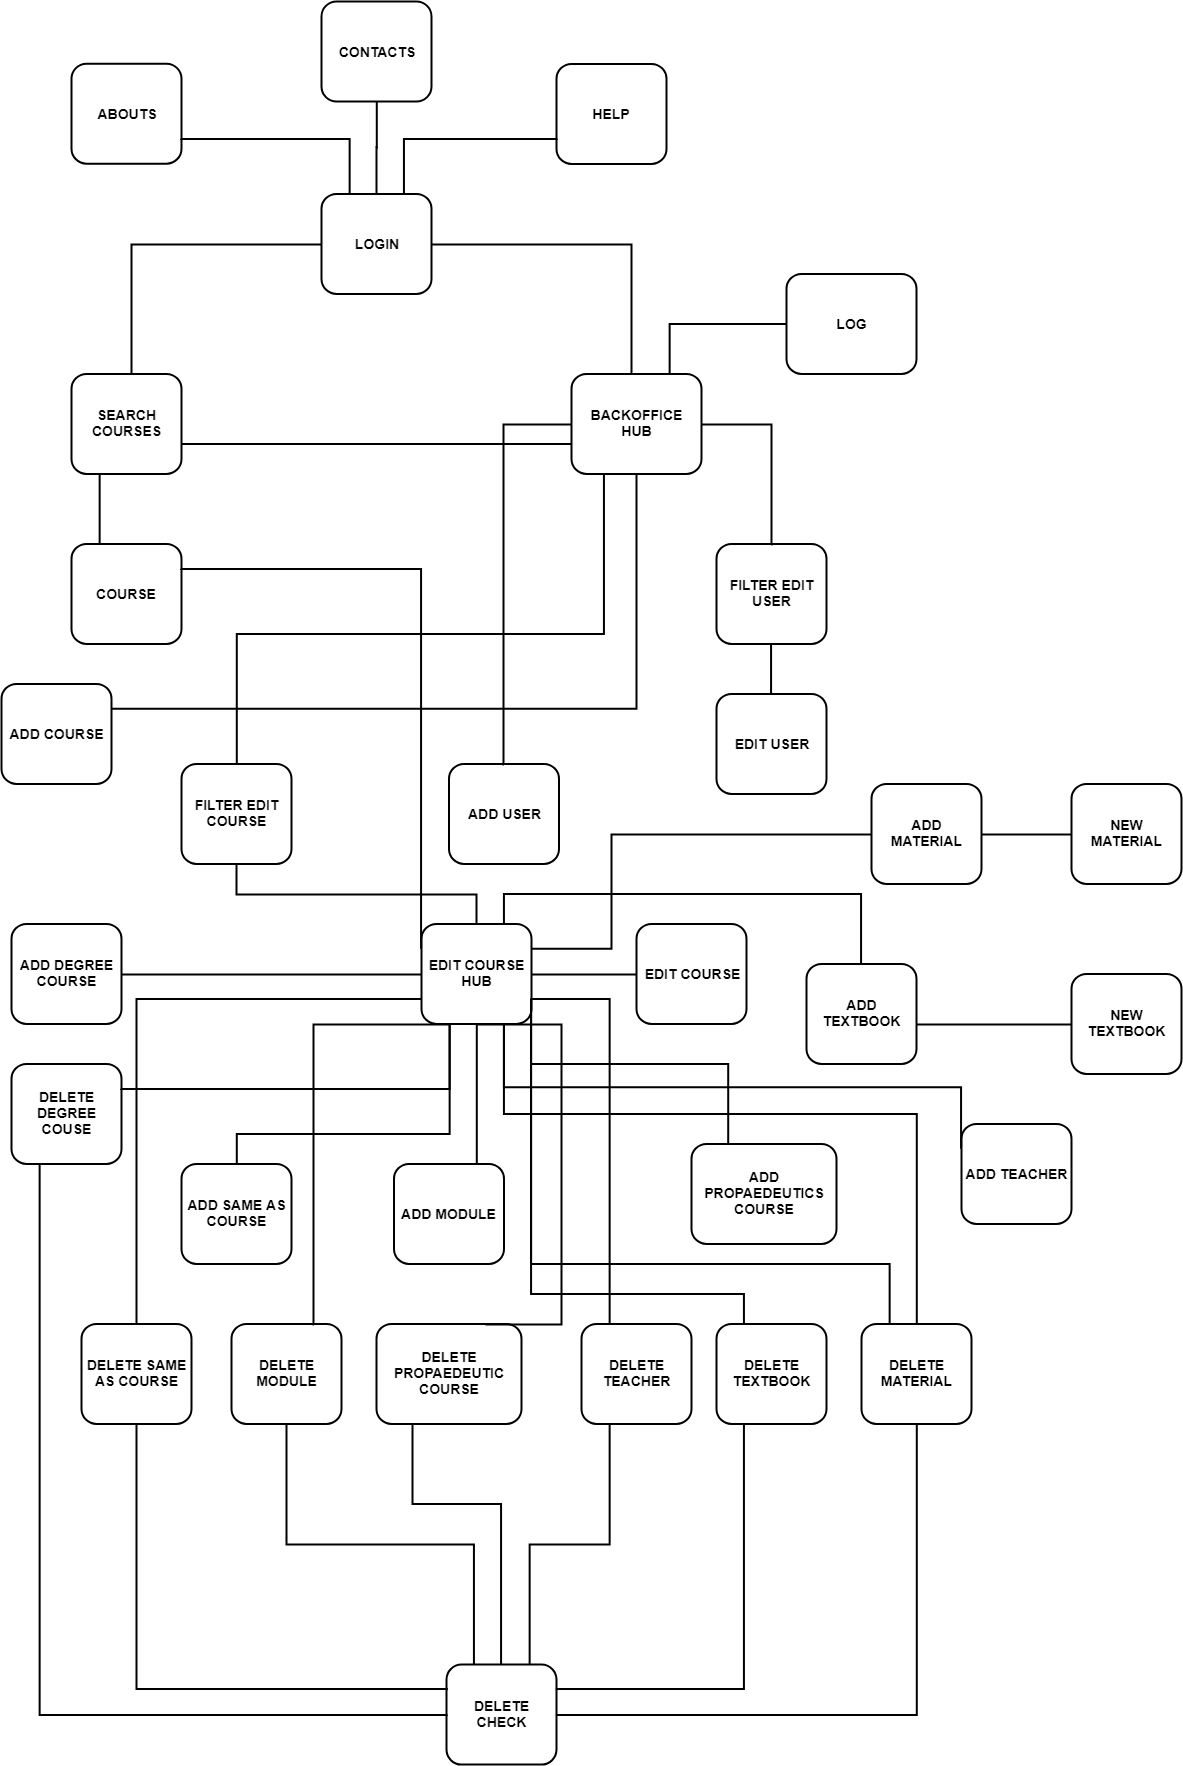 CONTACTS
ABOUTS
HELP
LOGIN
LOG
SEARCH
COURSES
BACKOFFICE
HUB
COURSE
FILTER EDIT
USER
ADD COURSE
EDIT USER
FILTER EDIT
COURSE
ADD USER
ADD
MATERIAL
NEW
MATERIAL
ADD DEGREE
COURSE
EDIT COURSE
HUB
EDIT COURSE
ADD
TEXTBOOK
NEW
TEXTBOOK
DELETE
DEGREE
COUSE
ADD SAME AS
COURSE
ADD MODULE
ADD
PROPAEDEUTICS
COURSE
ADD TEACHER
DELETE SAME
AS COURSE
DELETE
MODULE
DELETE
PROPAEDEUTIC
COURSE
DELETE
TEACHER
DELETE
TEXTBOOK
DELETE
MATERIAL
DELETE
CHECK